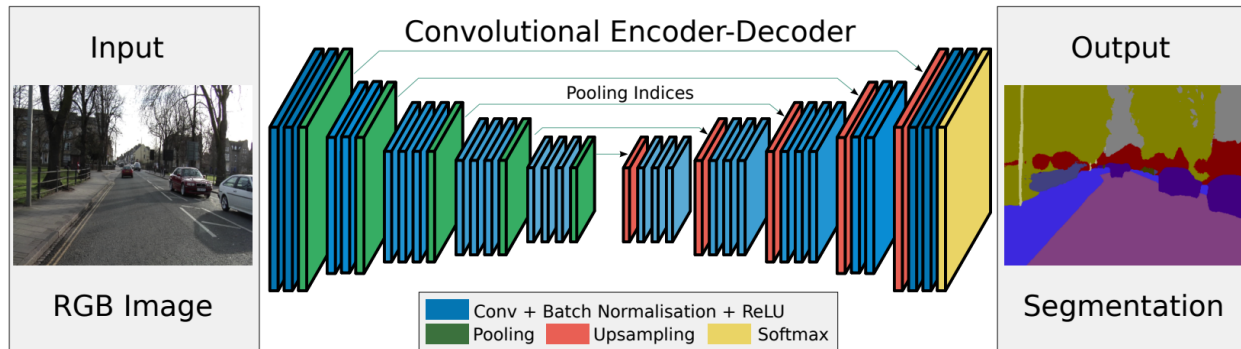 Input
RGB Image
Convolutional Encoder-Decoder
Pooling Indices
Conv + Batch Normalisation + ReLU
Pooling
Upsampling
Softmax
Output
Segmentation